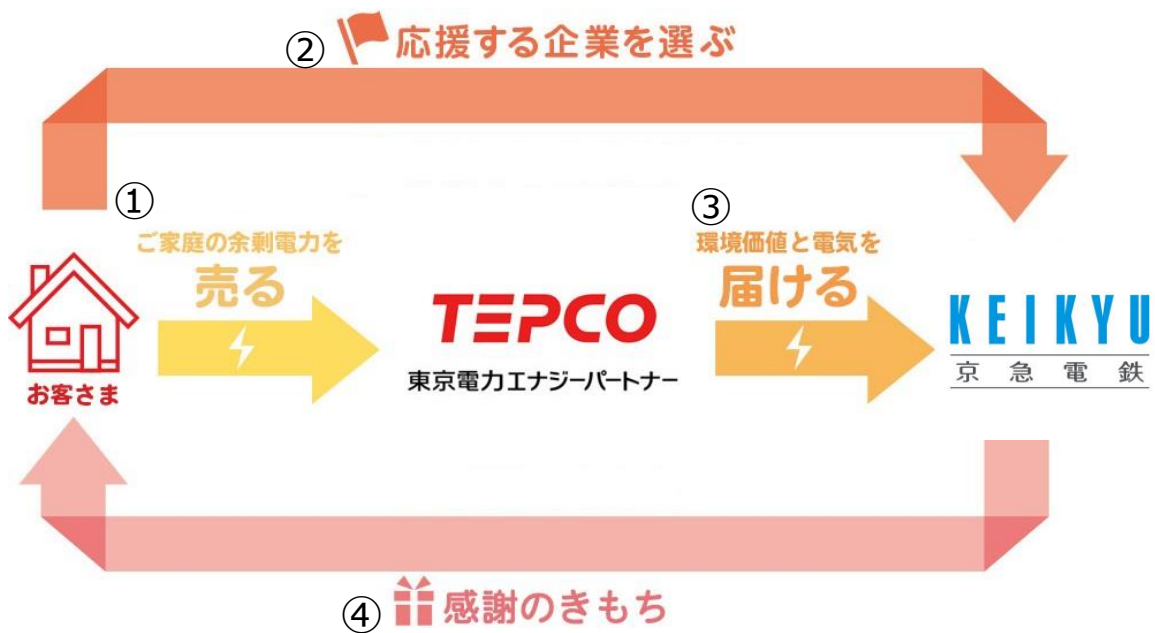 ② 応援する企業を選ぶ
①
ご家庭の余剰電力を
売る
お客さま
TEPCO
東京電力エナジーパートナー
③
環境価値と電気を
届ける
KEIKYU
京急電鉄
④ 感謝のきもち